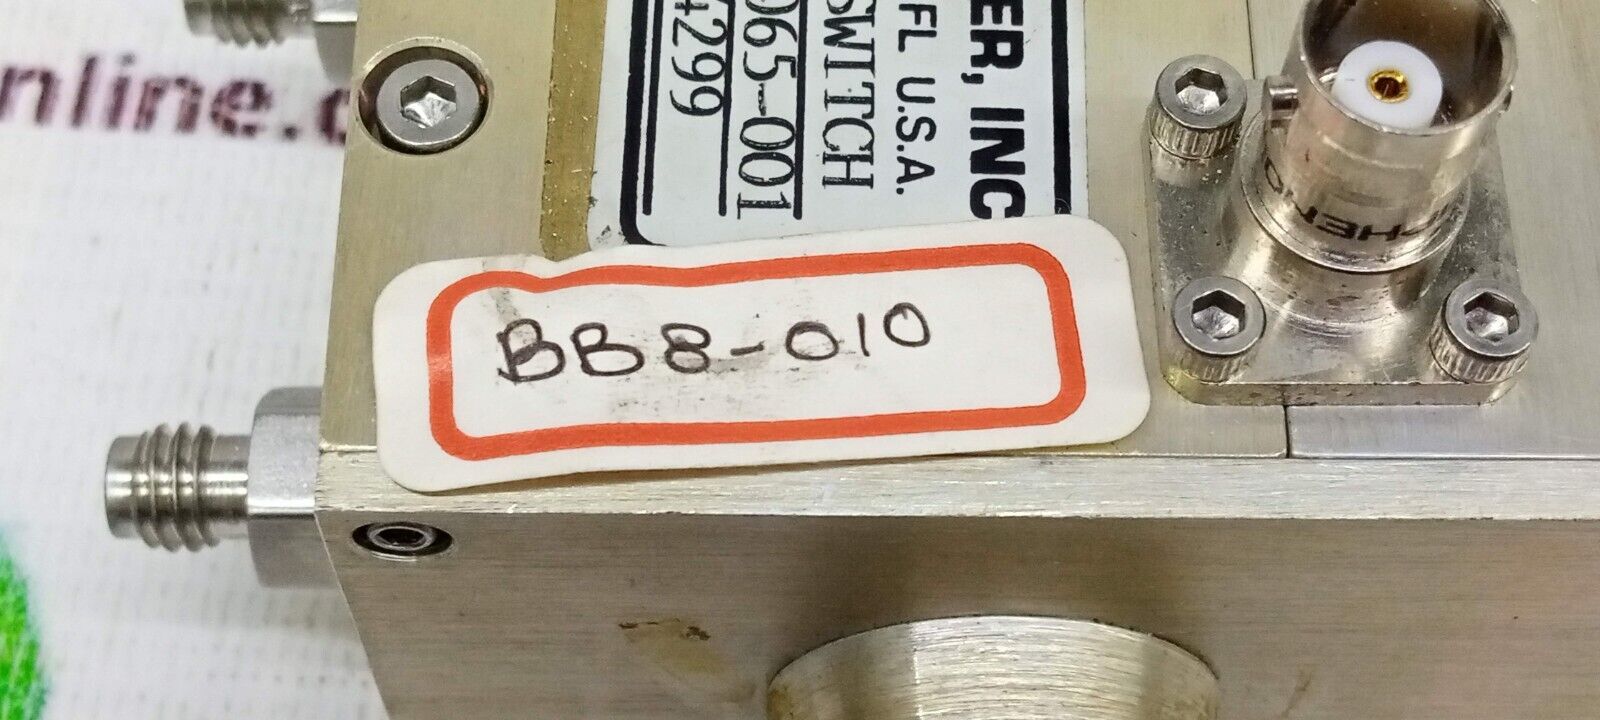 nline.
ER, INC
FL U.S.A.
SWITCH
065-001
4299
BB8-010